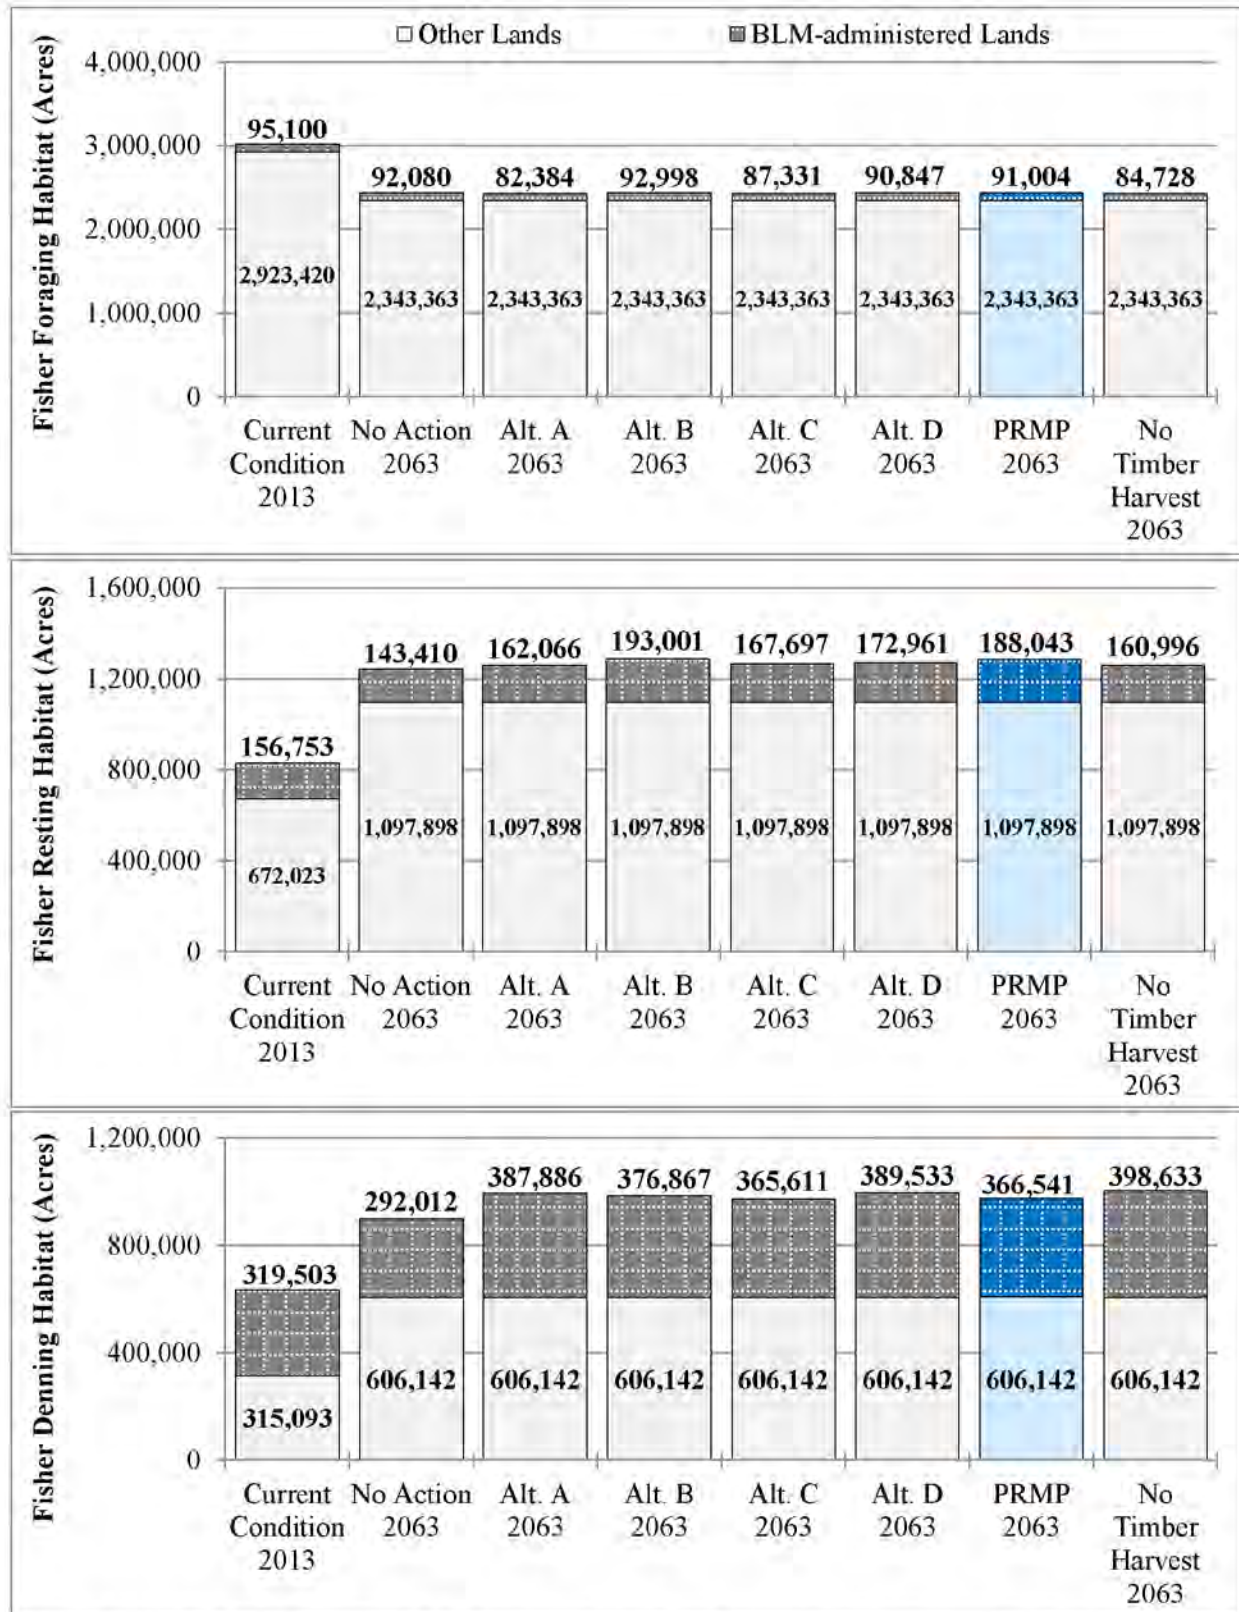 Fisher Foraging Habitat (Acres)
□ Other Lands ■ BLM-administered Lands
4,000,000
3,000,000
2,000,000
1,000,000
0
95,100 92,080 82,384 92,998 87,331 90,847 91,004 84,728
2,923,420 2,343,363 2,343,363 2,343,363 2,343,363 2,343,363 2,343,363 2,343,363
Current No Action Alt. A Alt. B Alt. C Alt. D PRMP No
Condition 2063 2063 2063 2063 2063 2063 Timber
2013 Harvest
2063
Fisher Resting Habitat (Acres)
1,600,000
1,200,000
800,000
400,000
0
156,753 143,410 162,066 193,001 167,697 172,961 188,043 160,996
672,023 1,097,898 1,097,898 1,097,898 1,097,898 1,097,898 1,097,898 1,097,898
Current No Action Alt. A Alt. B Alt. C Alt. D PRMP No
Condition 2063 2063 2063 2063 2063 2063 Timber
2013 Harvest
2063
Fisher Denning Habitat (Acres)
1,200,000
800,000
400,000
0
319,503 292,012 387,886 376,867 365,611 389,533 366,541 398,633
315,093 606,142 606,142 606,142 606,142 606,142 606,142 606,142
Current No Action Alt. A Alt. B Alt. C Alt. D PRMP No
Condition 2063 2063 2063 2063 2063 2063 Timber
2013 Harvest
2063